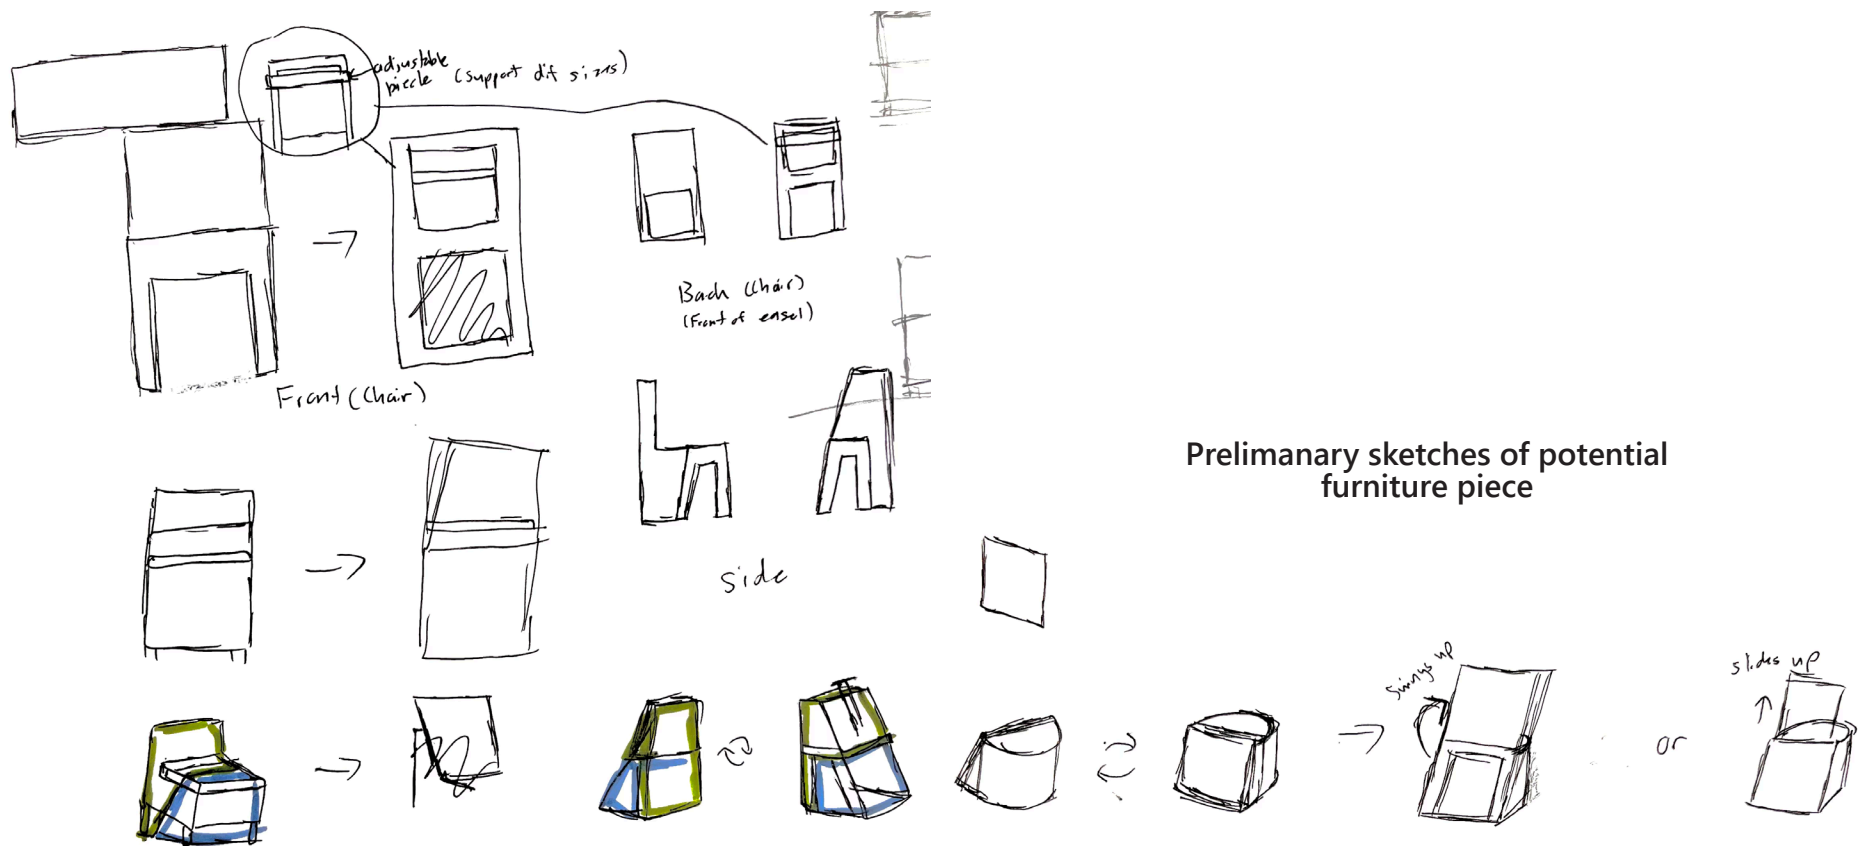 adjustable
piecle (support dif sizes)
Back (Chair)
(Front of easel)
Front (Chair)
Side
Prelimanary sketches of potential
furniture piece
Swings up
slides up
or